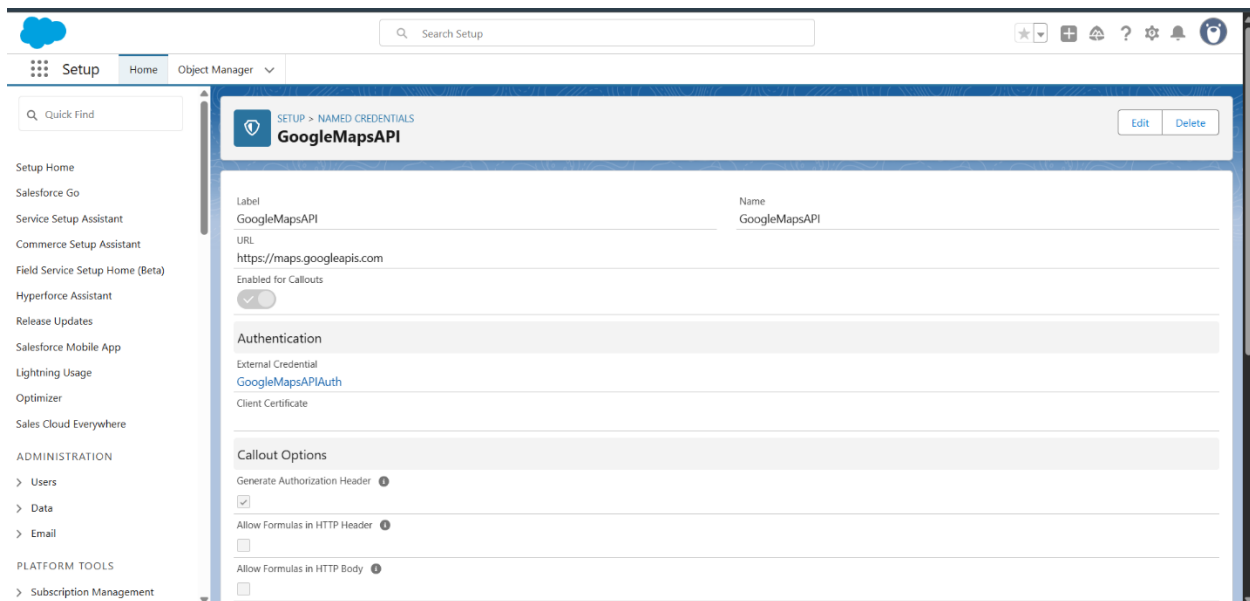 Search Setup
Setup
Home
Object Manager
Quick Find
Setup Home
Salesforce Go
Service Setup Assistant
Commerce Setup Assistant
Field Service Setup Home (Beta)
Hyperforce Assistant
Release Updates
Salesforce Mobile App
Lightning Usage
Optimizer
Sales Cloud Everywhere
ADMINISTRATION
Users
Data
Email
PLATFORM TOOLS
Subscription Management
SETUP > NAMED CREDENTIALS
GoogleMapsAPI
Edit
Delete
Label
GoogleMapsAPI
Name
GoogleMapsAPI
URL
https://maps.googleapis.com
Enabled for Callouts
Authentication
External Credential
GoogleMapsAPIAuth
Client Certificate
Callout Options
Generate Authorization Header
Allow Formulas in HTTP Header
Allow Formulas in HTTP Body